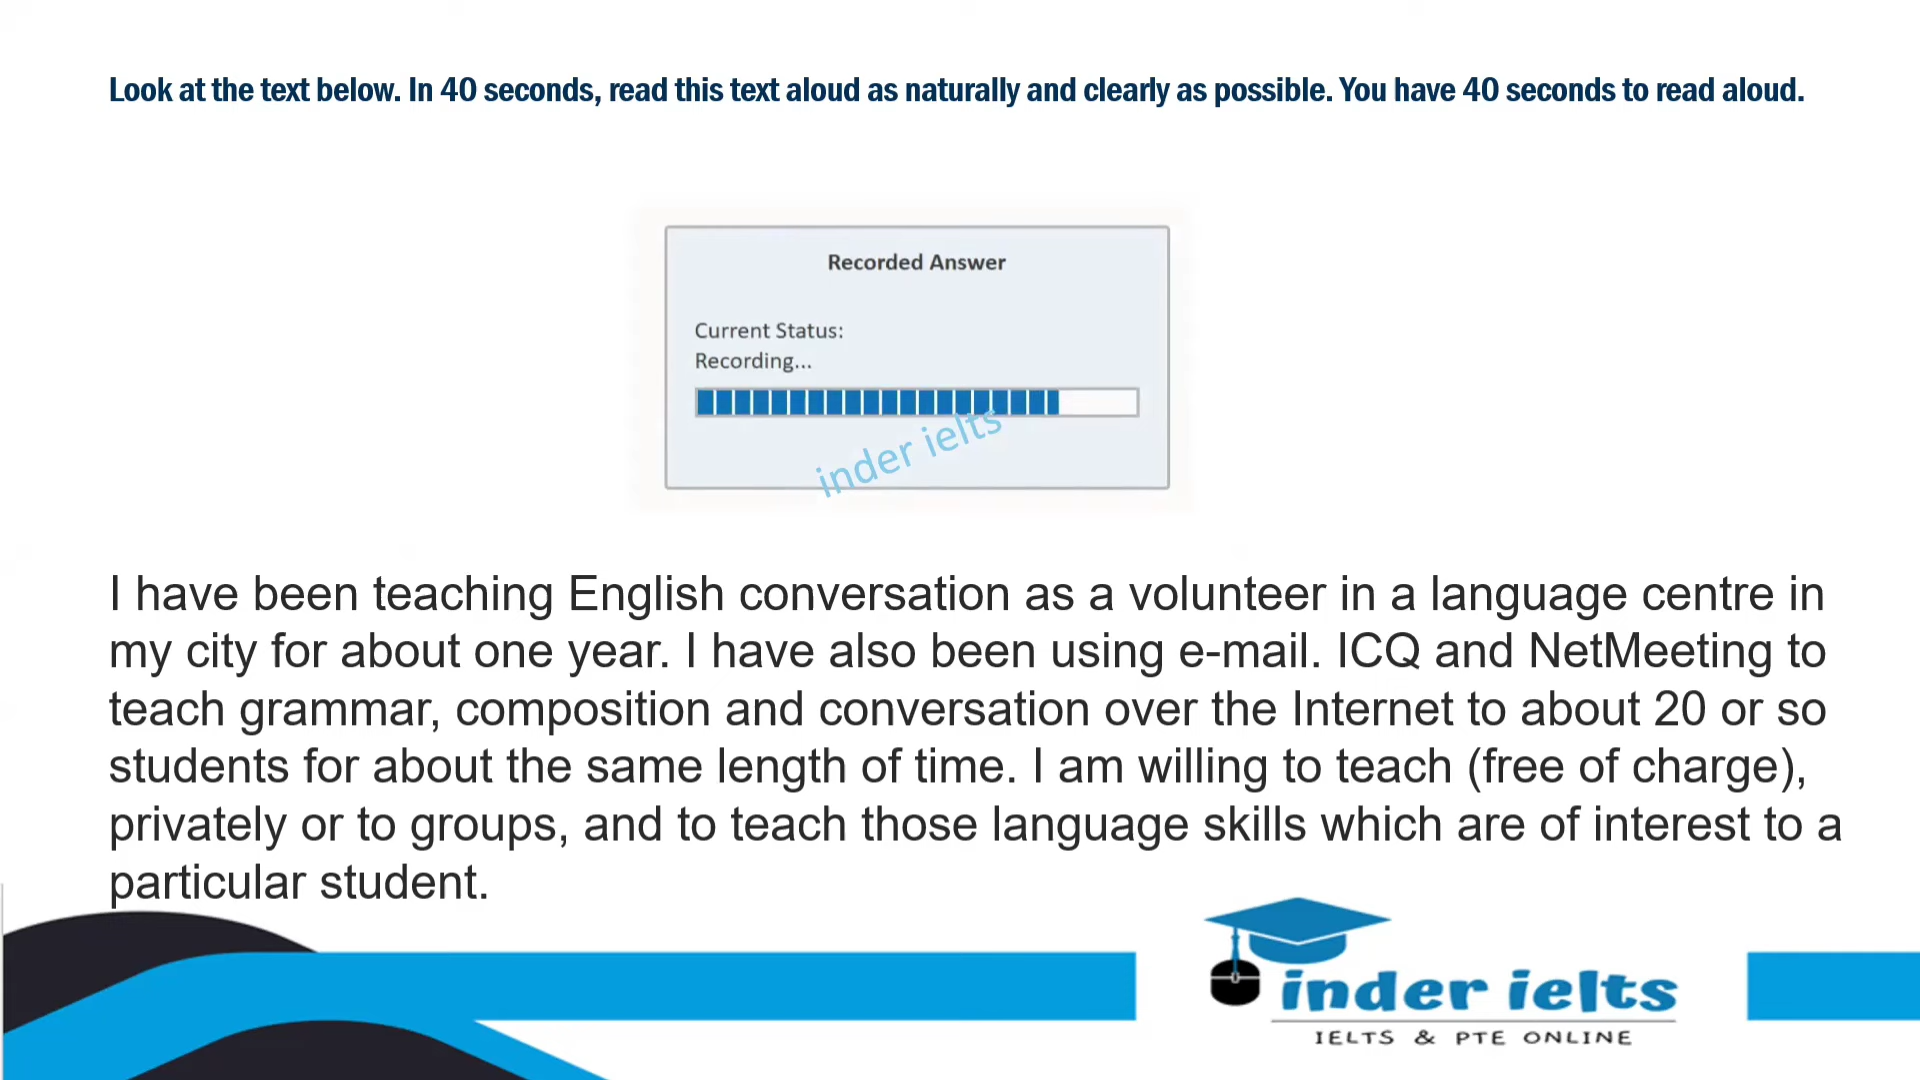 Look at the text below. In 40 seconds, read this text aloud as naturally and clearly as possible. You have 40 seconds to read aloud.
Recorded Answer
Current Status:
Recording...
inder ielts
I have been teaching English conversation as a volunteer in a language centre in
my city for about one year. I have also been using e-mail. ICQ and NetMeeting to
teach grammar, composition and conversation over the Internet to about 20 or so
students for about the same length of time. I am willing to teach (free of charge),
privately or to groups, and to teach those language skills which are of interest to a
particular student.
inder ielts
IELTS & PTE ONLINE